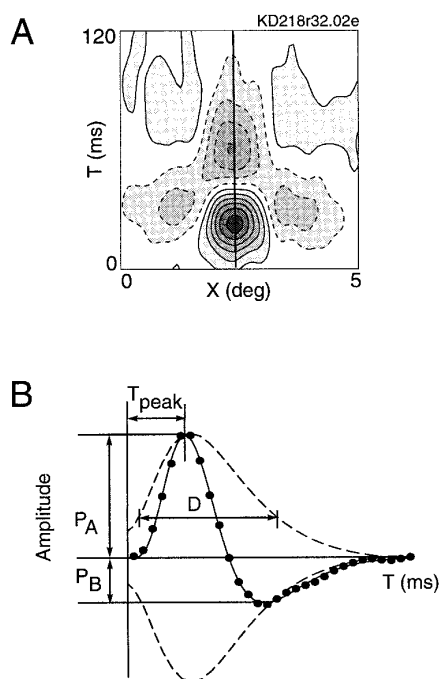 A
KD218r32.02e
120
T (ms)
0
0
X (deg)
5
B
Tpeak
Amplitude
PA
D
PB
T (ms)